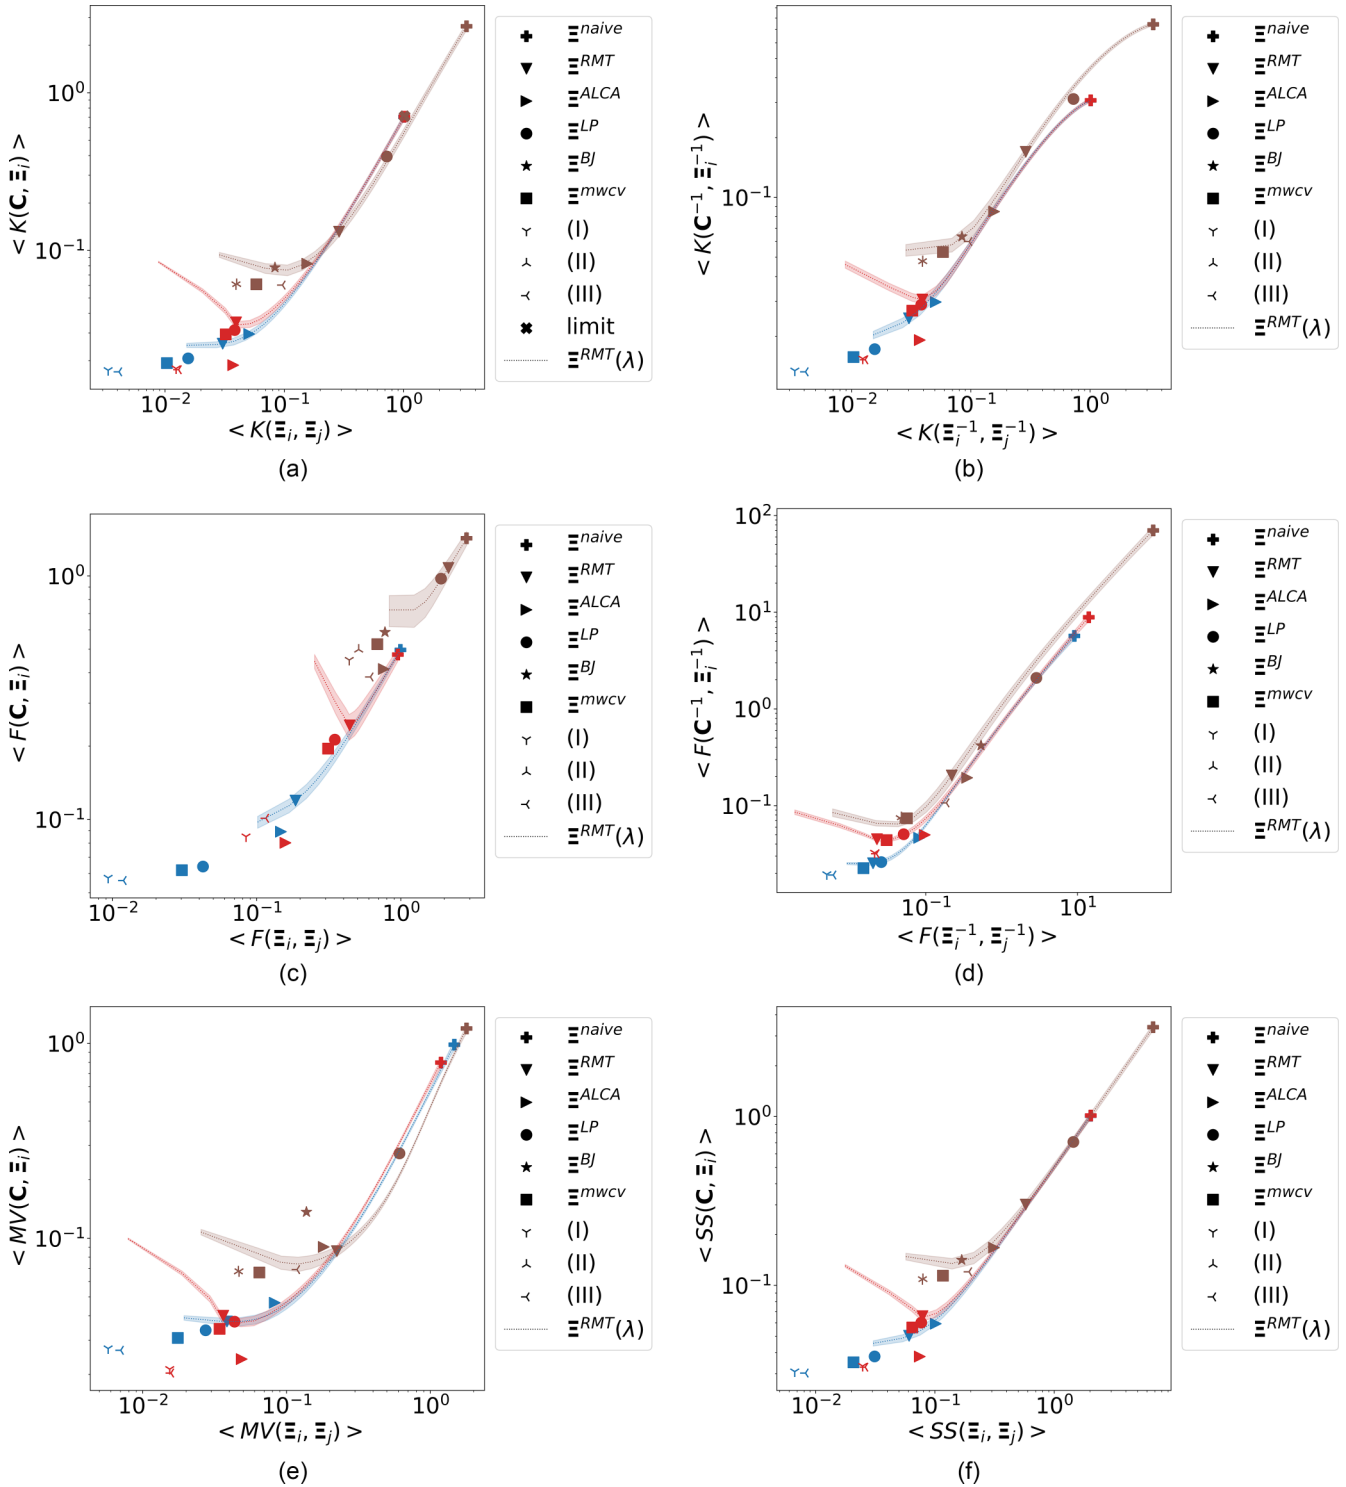 < K(C, Ξ_i) >
10^0
10^-1
10^-2 10^-1 10^0
< K(Ξ_i, Ξ_j) >
Ξ^naive
Ξ^RMT
Ξ^ALCA
Ξ^LP
Ξ^BJ
Ξ^mwcv
(I)
(II)
(III)
limit
Ξ^RMT(λ)
(a)
< K(C^-1, Ξ_i^-1) >
10^-1
10^-2 10^-1 10^0
< K(Ξ_i^-1, Ξ_j^-1) >
Ξ^naive
Ξ^RMT
Ξ^ALCA
Ξ^LP
Ξ^BJ
Ξ^mwcv
(I)
(II)
(III)
Ξ^RMT(λ)
(b)
< F(C, Ξ_i) >
10^0
10^-1
10^-2 10^-1 10^0
< F(Ξ_i, Ξ_j) >
Ξ^naive
Ξ^RMT
Ξ^ALCA
Ξ^LP
Ξ^BJ
Ξ^mwcv
(I)
(II)
(III)
Ξ^RMT(λ)
(c)
< F(C^-1, Ξ_i^-1) >
10^2
10^1
10^0
10^-1
10^-1 10^1
< F(Ξ_i^-1, Ξ_j^-1) >
Ξ^naive
Ξ^RMT
Ξ^ALCA
Ξ^LP
Ξ^BJ
Ξ^mwcv
(I)
(II)
(III)
Ξ^RMT(λ)
(d)
< MV(C, Ξ_i) >
10^0
10^-1
10^-2 10^-1 10^0
< MV(Ξ_i, Ξ_j) >
Ξ^naive
Ξ^RMT
Ξ^ALCA
Ξ^LP
Ξ^BJ
Ξ^mwcv
(I)
(II)
(III)
Ξ^RMT(λ)
(e)
< SS(C, Ξ_i) >
10^0
10^-1
10^-2 10^-1 10^0
< SS(Ξ_i, Ξ_j) >
Ξ^naive
Ξ^RMT
Ξ^ALCA
Ξ^LP
Ξ^BJ
Ξ^mwcv
(I)
(II)
(III)
Ξ^RMT(λ)
(f)